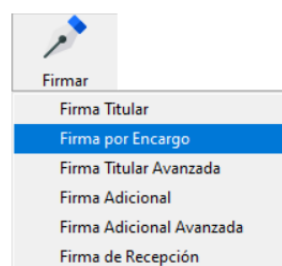 Firmar
Firma Titular
Firma por Encargo
Firma Titular Avanzada
Firma Adicional
Firma Adicional Avanzada
Firma de Recepción